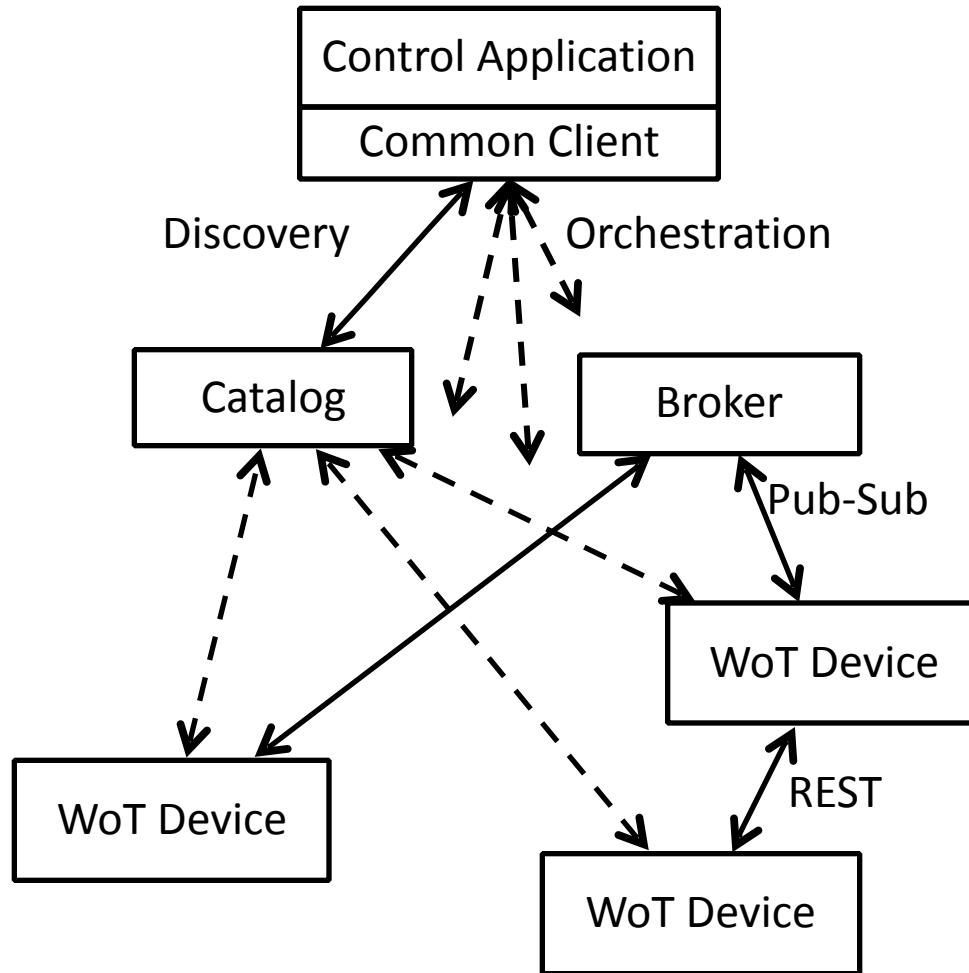 Control Application
Common Client
Discovery
Orchestration
Catalog
Broker
Pub-Sub
WoT Device
REST
WoT Device
WoT Device